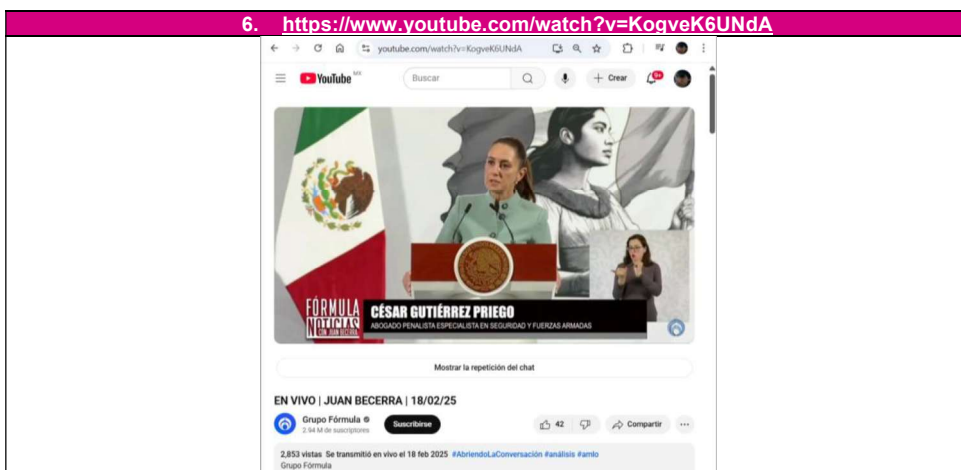 6. https://www.youtube.com/watch?v=KogveK6UNdA
youtube.com/watch?v=KogveK6UNdA
YouTube MX
Buscar
Crear
9+
FÓRMULA
NOTICIAS
CON JUAN BECERRA
CÉSAR GUTIÉRREZ PRIEGO
ABOGADO PENALISTA ESPECIALISTA EN SEGURIDAD Y FUERZAS ARMADAS
Mostrar la repetición del chat
EN VIVO | JUAN BECERRA | 18/02/25
Grupo Fórmula
2.94 M de suscriptores
Suscribirse
42
Compartir
2,853 vistas Se transmitió en vivo el 18 feb 2025 #AbriendoLaConversación #análisis #amlo
Grupo Fórmula